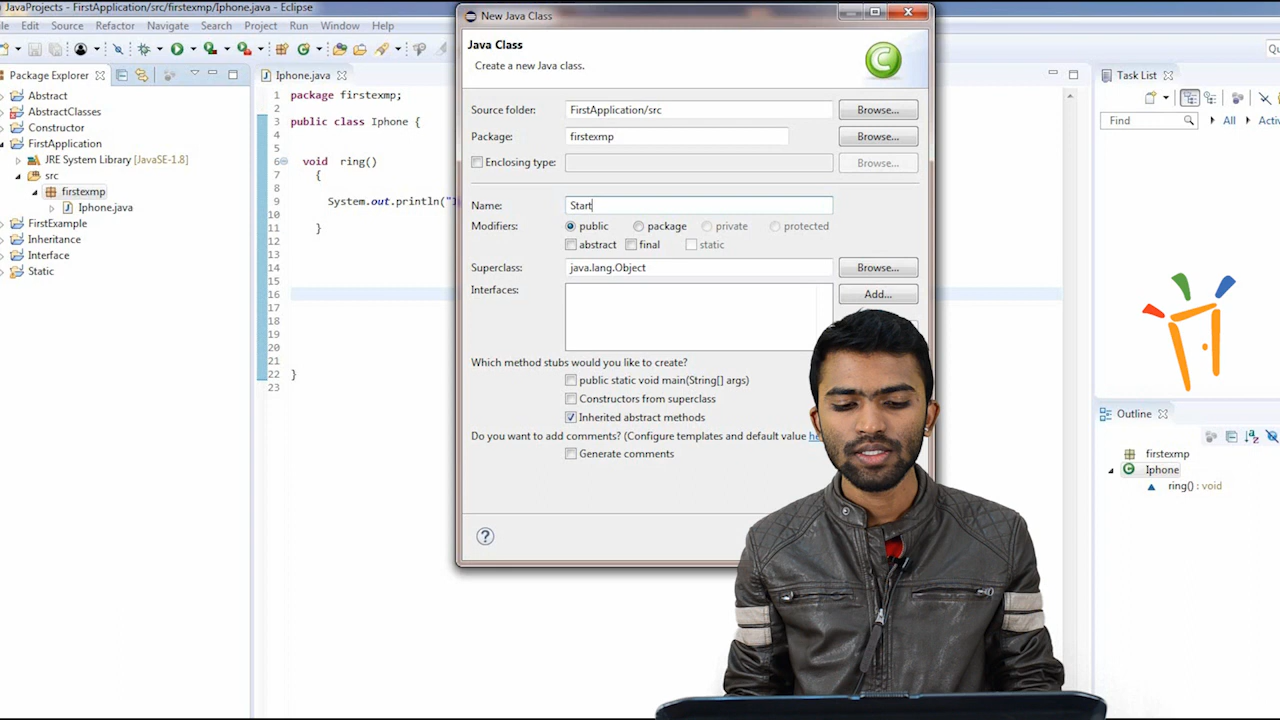 JavaProjects - FirstApplication/src/firstexmp/Iphone.java - Eclipse
Edit Source Refactor Navigate Search Project Run Window Help
Package Explorer
Abstract
AbstractClasses
Constructor
FirstApplication
JRE System Library [JavaSE-1.8]
src
firstexmp
Iphone.java
FirstExample
Inheritance
Interface
Static
Iphone.java
1 package firstexmp;
2
3 public class Iphone {
4
5
6 void ring()
7 {
8
9 System.out.println("
10
11 }
12
13
14
15
16
17
18
19
20
21
22 }
23
New Java Class
Java Class
Create a new Java class.
Source folder: FirstApplication/src Browse...
Package: firstexmp Browse...
Enclosing type: Browse...
Name: Start
Modifiers: public package private protected
abstract final static
Superclass: java.lang.Object Browse...
Interfaces: Add...
Which method stubs would you like to create?
public static void main(String[] args)
Constructors from superclass
Inherited abstract methods
Do you want to add comments? (Configure templates and default value
Generate comments
?
Task List
Find All
Outline
firstexmp
Iphone
ring() : void